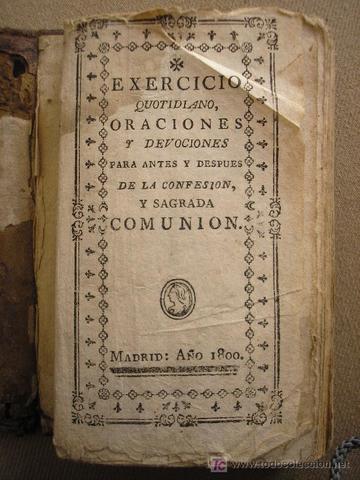 EXERCICIO
QUOTIDIANO,
ORACIONES
Y DEVOCIONES
PARA ANTES Y DESPUES
DE LA CONFESION,
Y SAGRADA
COMUNION.
MADRID: AÑO 1800.
© www.todocoleccion.net